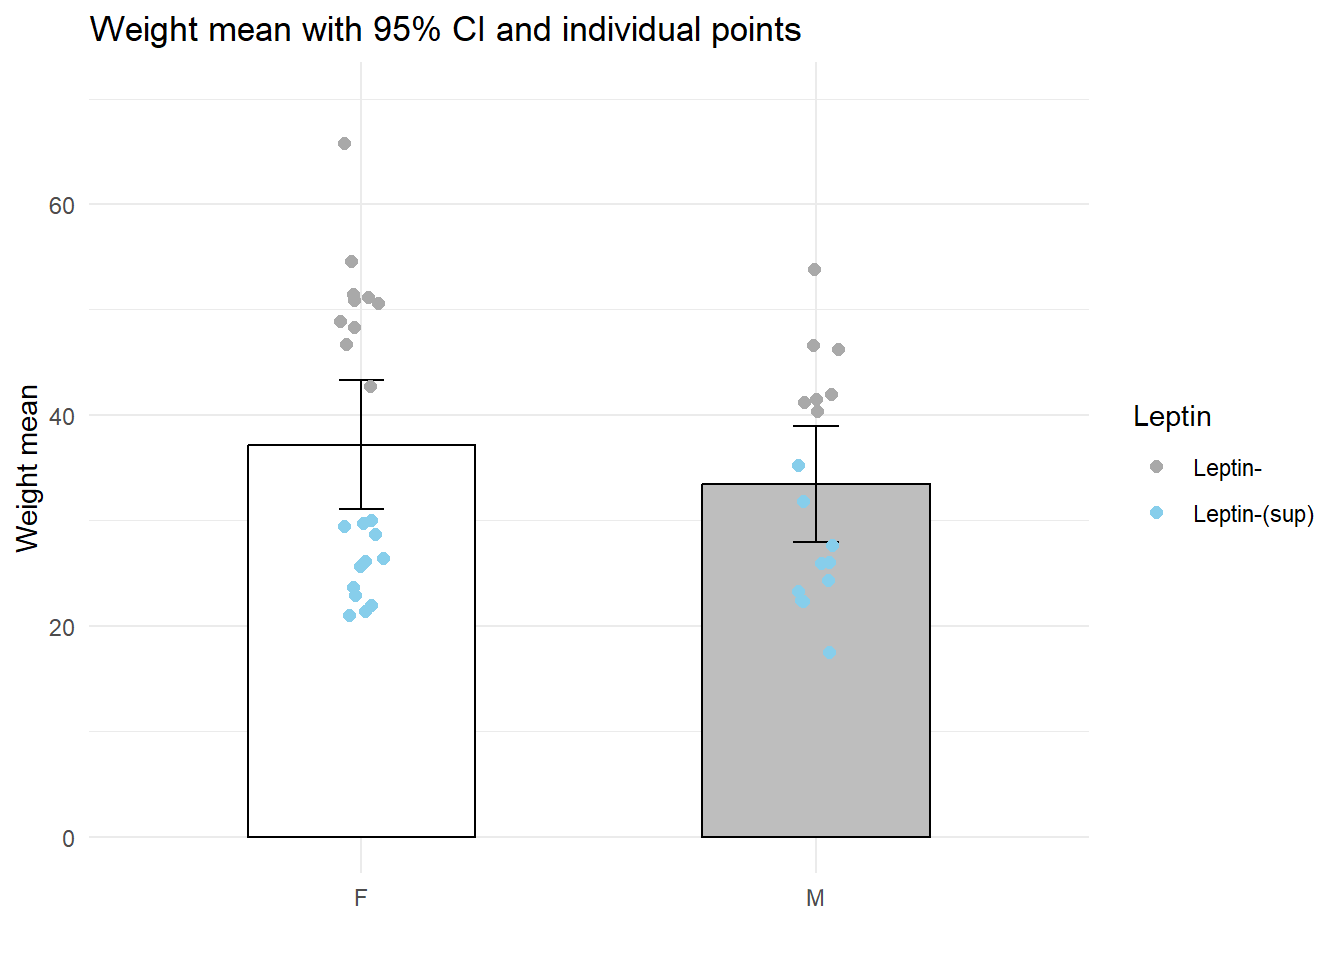 Weight mean with 95% CI and individual points
Weight mean
60
40
20
0
F
M
Leptin
Leptin-
Leptin-(sup)